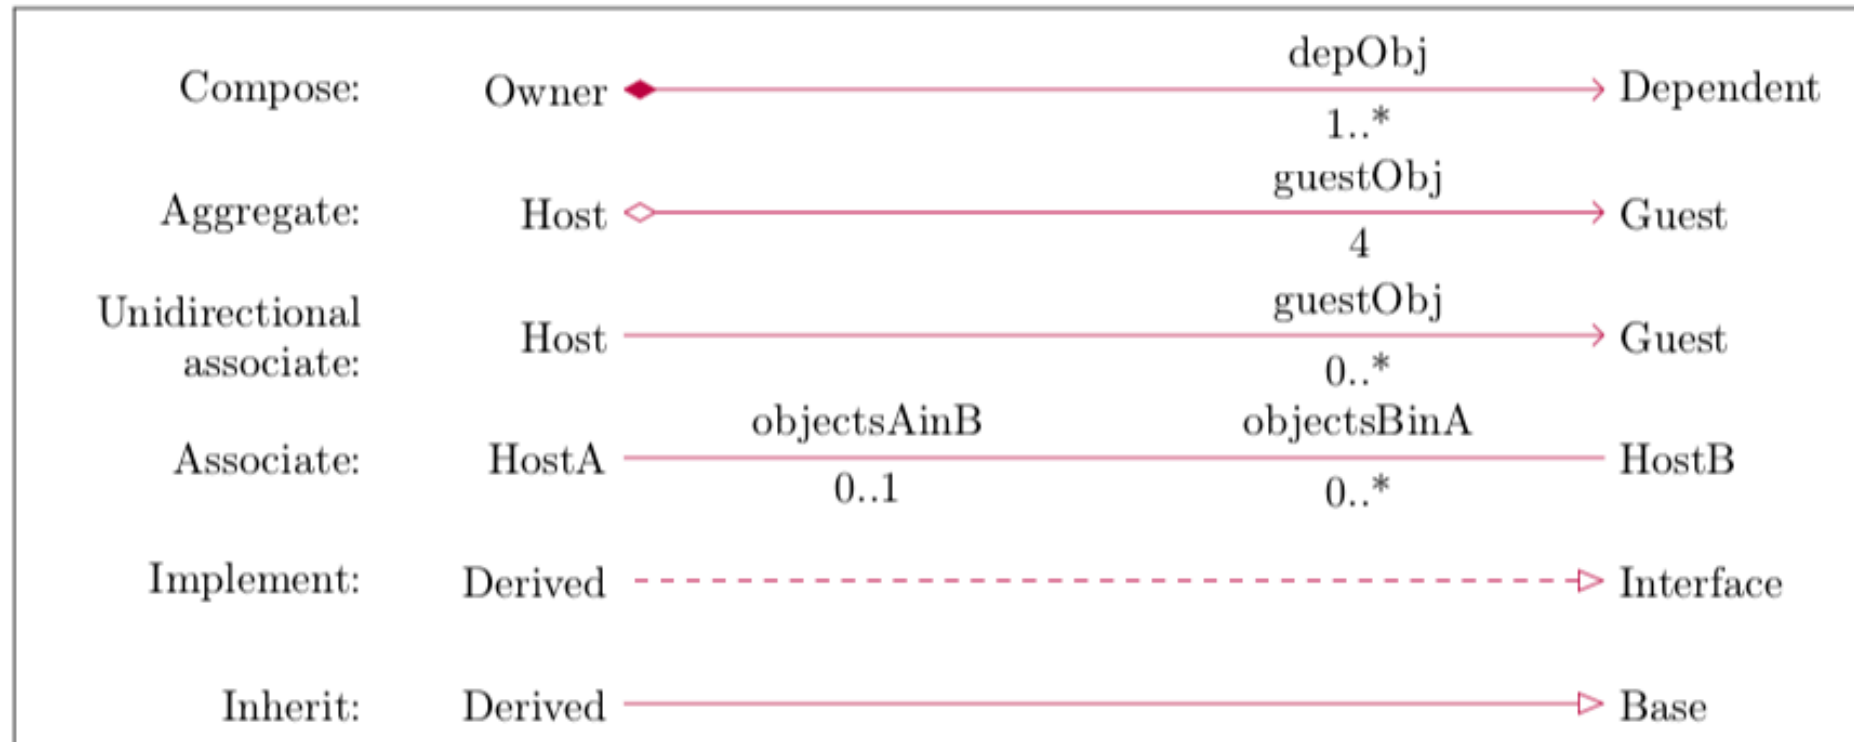 depObj
Compose: Owner Dependent
1..*
guestObj
Aggregate: Host Guest
4
guestObj
Unidirectional
associate: Host Guest
0..*
objectsAinB objectsBinA
Associate: HostA HostB
0..1 0..*
Implement: Derived Interface
Inherit: Derived Base